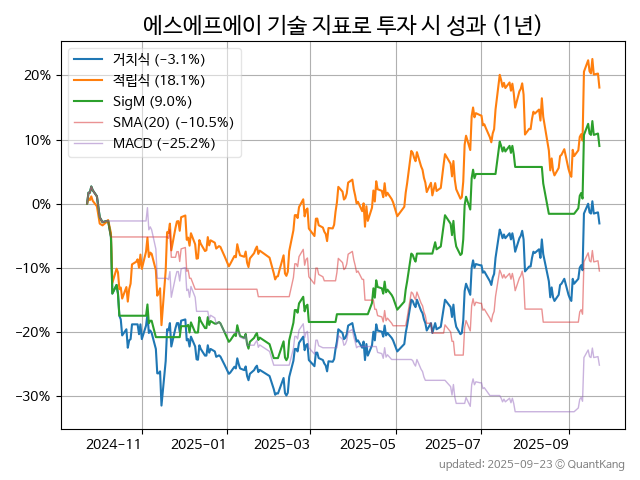 에스에프에이 기술 지표로 투자 시 성과 (1년)
거치식 (−3.1%)
적립식 (18.1%)
SigM (9.0%)
SMA(20) (−10.5%)
MACD (−25.2%)
20%
10%
0%
−10%
−20%
−30%
2024-11 2025-01 2025-03 2025-05 2025-07 2025-09
updated: 2025-09-23 © QuantKang